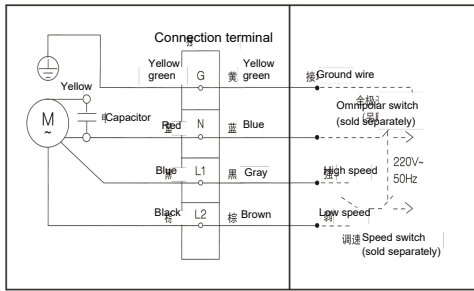 Connection terminal
Yellow green
G
黄 Yellow green
接 Ground wire
Yellow
Capacitor
M
~
Omnipolar switch
(sold separately)
Red
N
蓝 Blue
220V~
50Hz
Blue
L1
黑 Gray
High speed
Black
L2
棕 Brown
Low speed
调速 Speed switch
(sold separately)